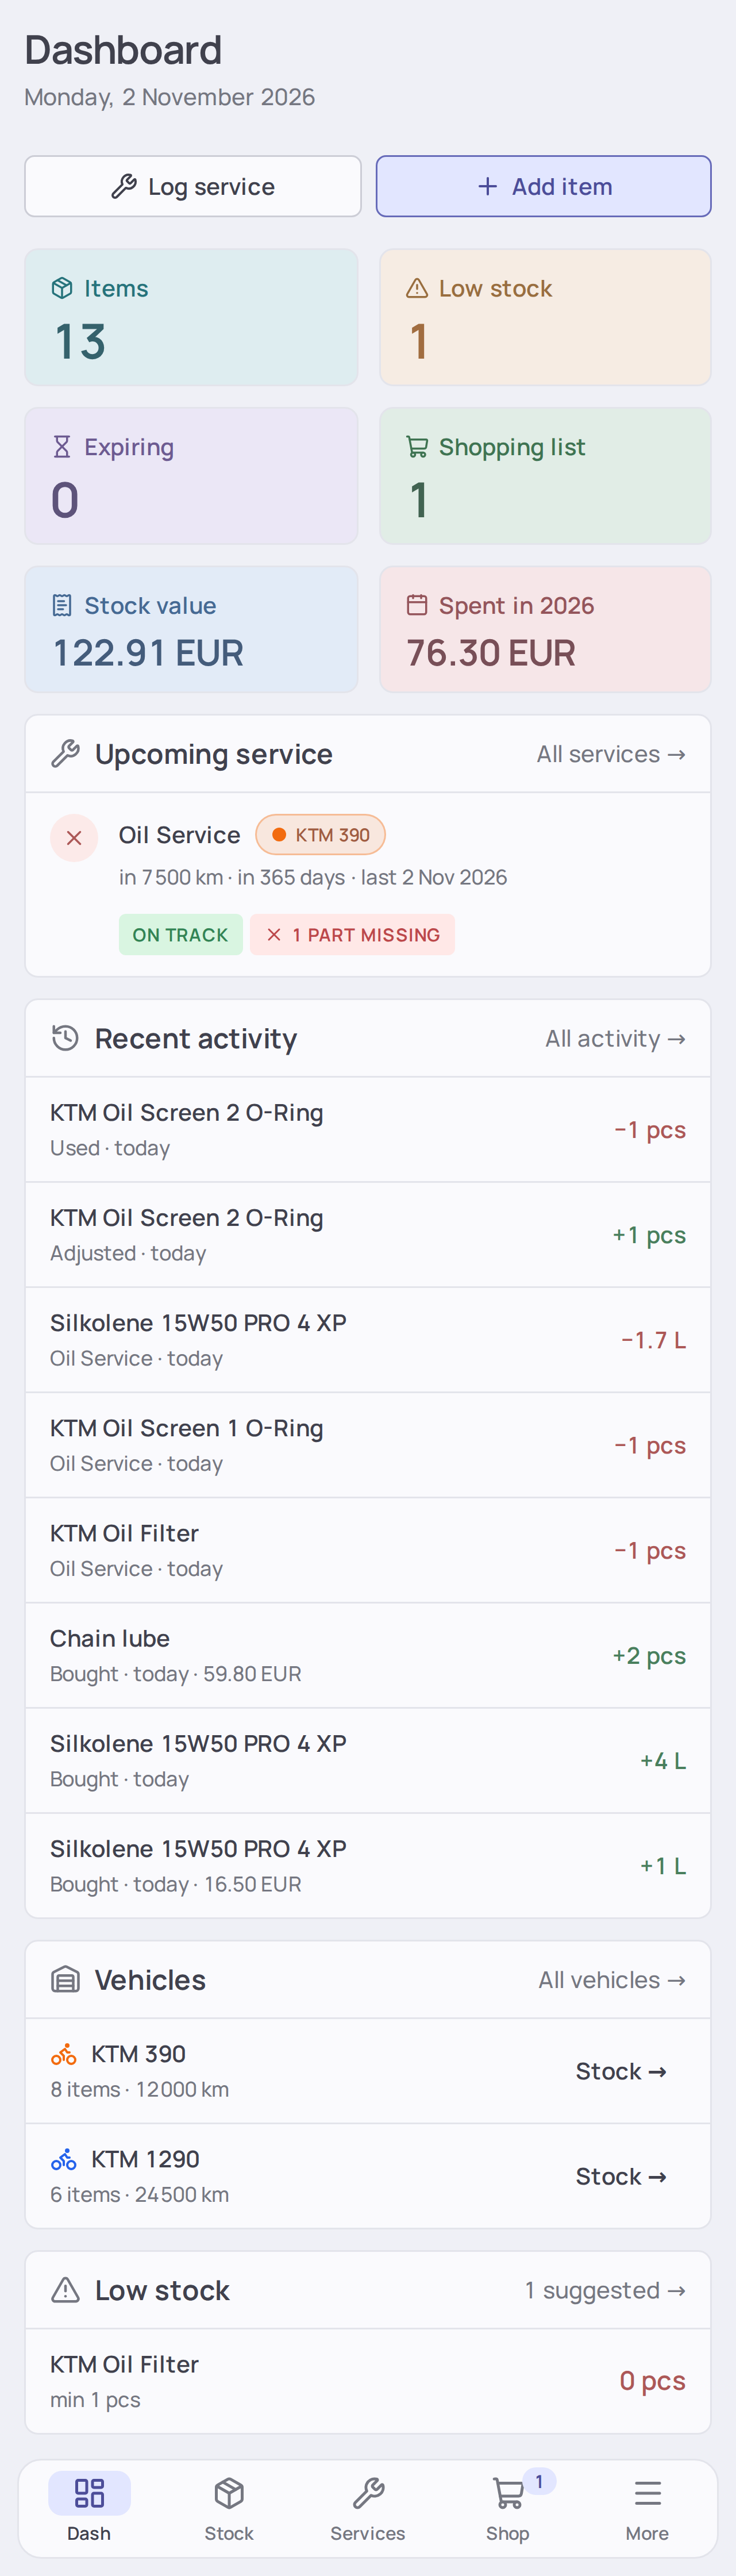 Dashboard
Monday, 2 November 2026
Log service
Add item
Items
13
Low stock
1
Expiring
0
Shopping list
1
Stock value
122.91 EUR
Spent in 2026
76.30 EUR
Upcoming service
All services →
Oil Service
KTM 390
in 7 500 km · in 365 days · last 2 Nov 2026
ON TRACK
1 PART MISSING
Recent activity
All activity →
KTM Oil Screen 2 O-Ring
Used · today
−1 pcs
KTM Oil Screen 2 O-Ring
Adjusted · today
+1 pcs
Silkolene 15W50 PRO 4 XP
Oil Service · today
−1.7 L
KTM Oil Screen 1 O-Ring
Oil Service · today
−1 pcs
KTM Oil Filter
Oil Service · today
−1 pcs
Chain lube
Bought · today · 59.80 EUR
+2 pcs
Silkolene 15W50 PRO 4 XP
Bought · today
+4 L
Silkolene 15W50 PRO 4 XP
Bought · today · 16.50 EUR
+1 L
Vehicles
All vehicles →
KTM 390
8 items · 12 000 km
Stock →
KTM 1290
6 items · 24 500 km
Stock →
Low stock
1 suggested →
KTM Oil Filter
min 1 pcs
0 pcs
1
Dash
Stock
Services
Shop
More